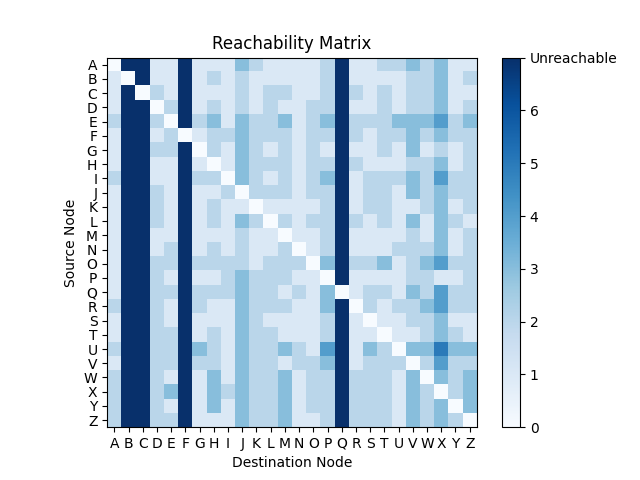 Reachability Matrix
Source Node
A
B
C
D
E
F
G
H
I
J
K
L
M
N
O
P
Q
R
S
T
U
V
W
X
Y
Z
A B C D E F G H I J K L M N O P Q R S T U V W X Y Z
Destination Node
Unreachable
6
5
4
3
2
1
0